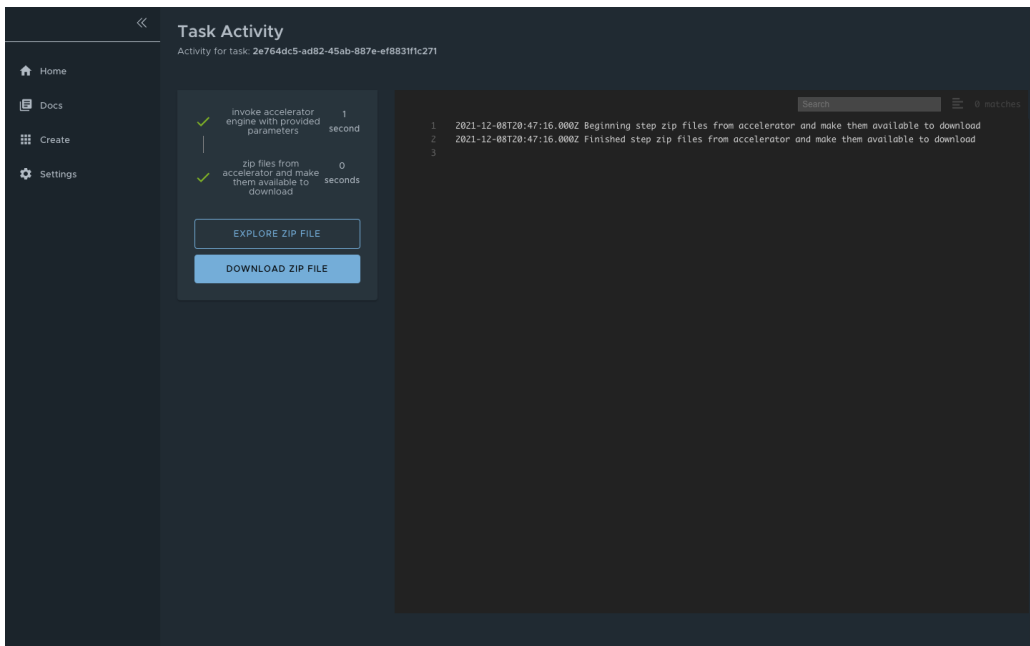 Task Activity
Activity for task: 2e764dc5-ad82-45ab-887e-ef8831f1c271
Home
Docs
Create
Settings
invoke accelerator
engine with provided
parameters
1
second
zip files from
accelerator and make
them available to
download
0
seconds
EXPLORE ZIP FILE
DOWNLOAD ZIP FILE
Search
0 matches
1 2021-12-08T20:47:16.000Z Beginning step zip files from accelerator and make them available to download
2 2021-12-08T20:47:16.000Z Finished step zip files from accelerator and make them available to download
3